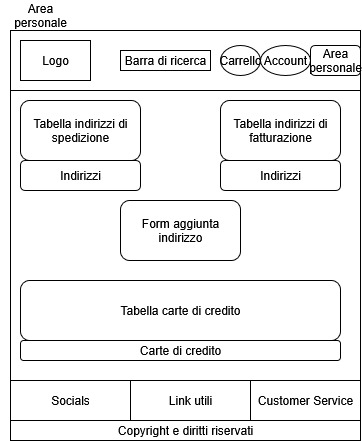 Area
personale
Logo
Barra di ricerca
Carrello
Account
Area
personale
Tabella indirizzi di
spedizione
Tabella indirizzi di
fatturazione
Indirizzi
Indirizzi
Form aggiunta
indirizzo
Tabella carte di credito
Carte di credito
Socials
Link utili
Customer Service
Copyright e diritti riservati